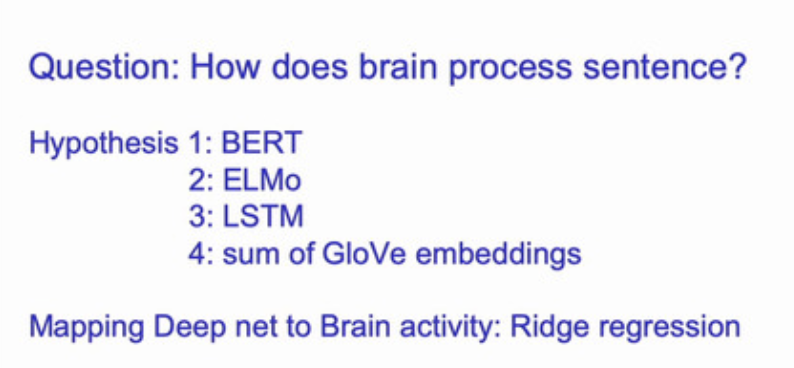 Question: How does brain process sentence?
Hypothesis 1: BERT
2: ELMo
3: LSTM
4: sum of GloVe embeddings
Mapping Deep net to Brain activity: Ridge regression